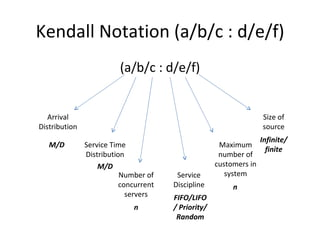 Kendall Notation (a/b/c : d/e/f)
(a/b/c : d/e/f)
Arrival
Distribution
M/D
Service Time
Distribution
M/D
Number of
concurrent
servers
n
Service
Discipline
FIFO/LIFO
/ Priority/
Random
Maximum
number of
customers in
system
n
Size of
source
Infinite/
finite